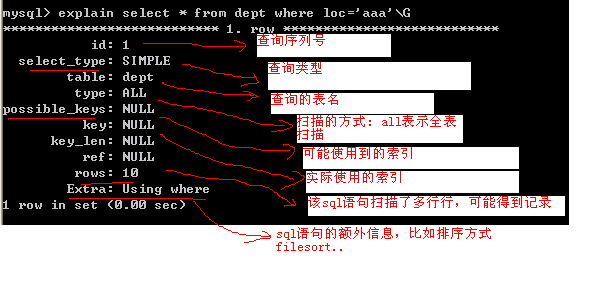 mysql> explain select * from dept where loc='aaa'\G
*************************** 1. row ***************************
id: 1
查询序列号
select_type: SIMPLE
查询类型
table: dept
查询的表名
type: ALL
扫描的方式: all表示全表
扫描
possible_keys: NULL
可能使用到的索引
key: NULL
实际使用的索引
key_len: NULL
ref: NULL
rows: 10
该sql语句扫描了多行行，可能得到记录
Extra: Using where
sql语句的额外信息，比如排序方式
filesort..
1 row in set (0.00 sec)